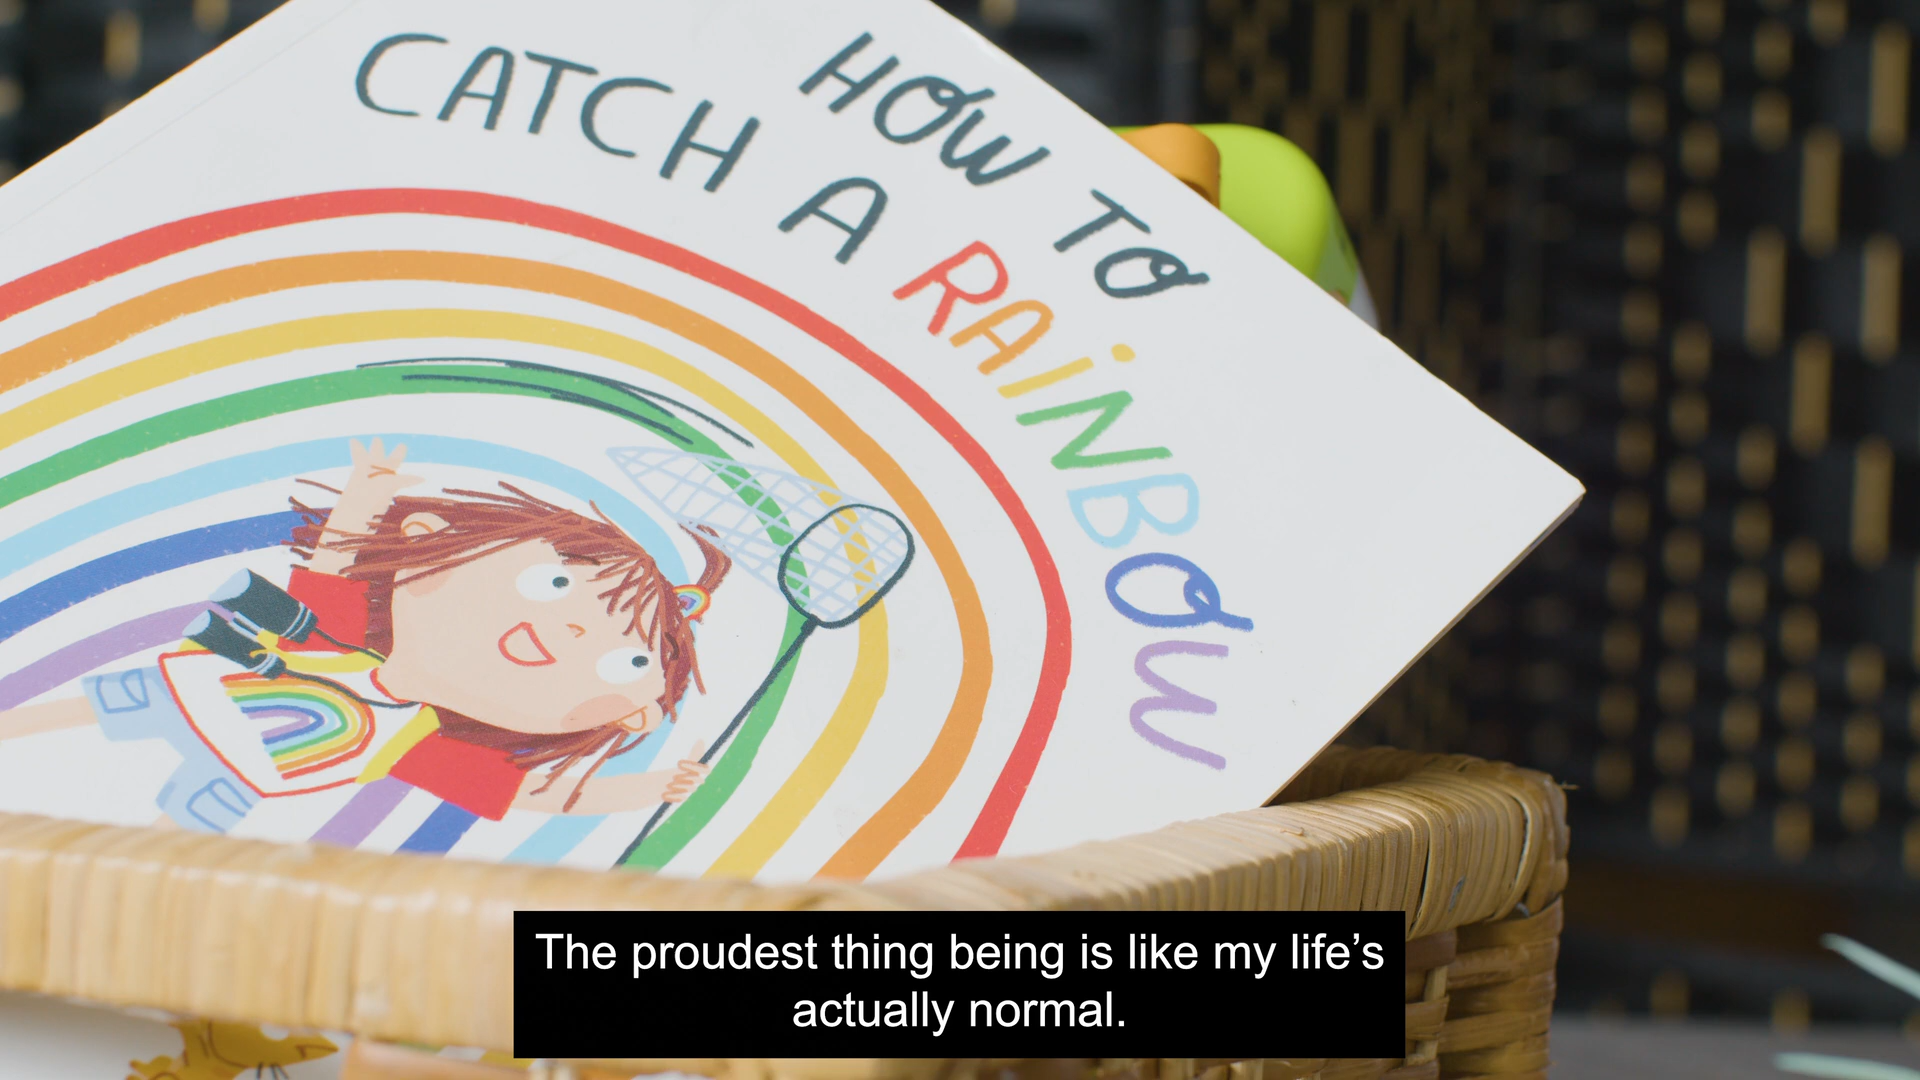 HOW TO
CATCH A RAINBOW
The proudest thing being is like my life’s
actually normal.